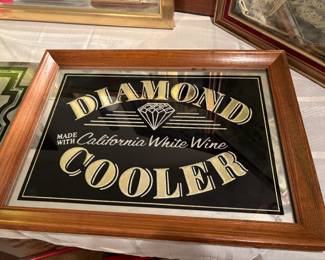 DIAMOND
MADE WITH California White Wine
COOLER